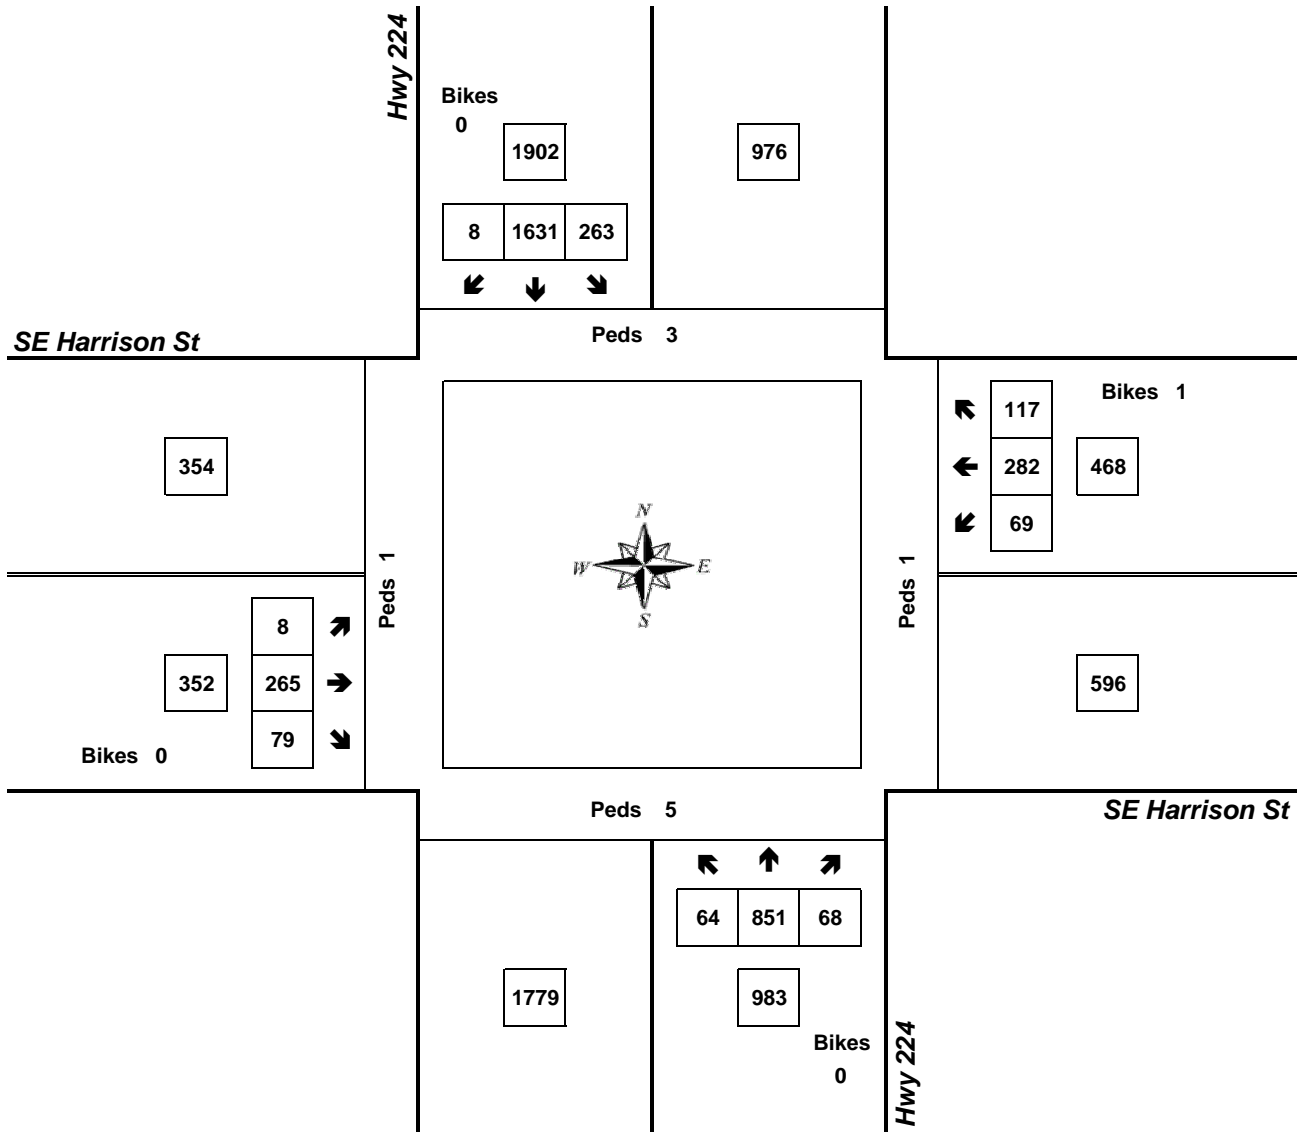 Hwy 224
Bikes
0
1902
976
8 1631 263
SE Harrison St
Peds 3
117
Bikes 1
354
282
468
69
N
W E
S
Peds 1
Peds 1
8
352
265
596
79
Bikes 0
Peds 5
SE Harrison St
64 851 68
1779
983
Bikes
0
Hwy 224